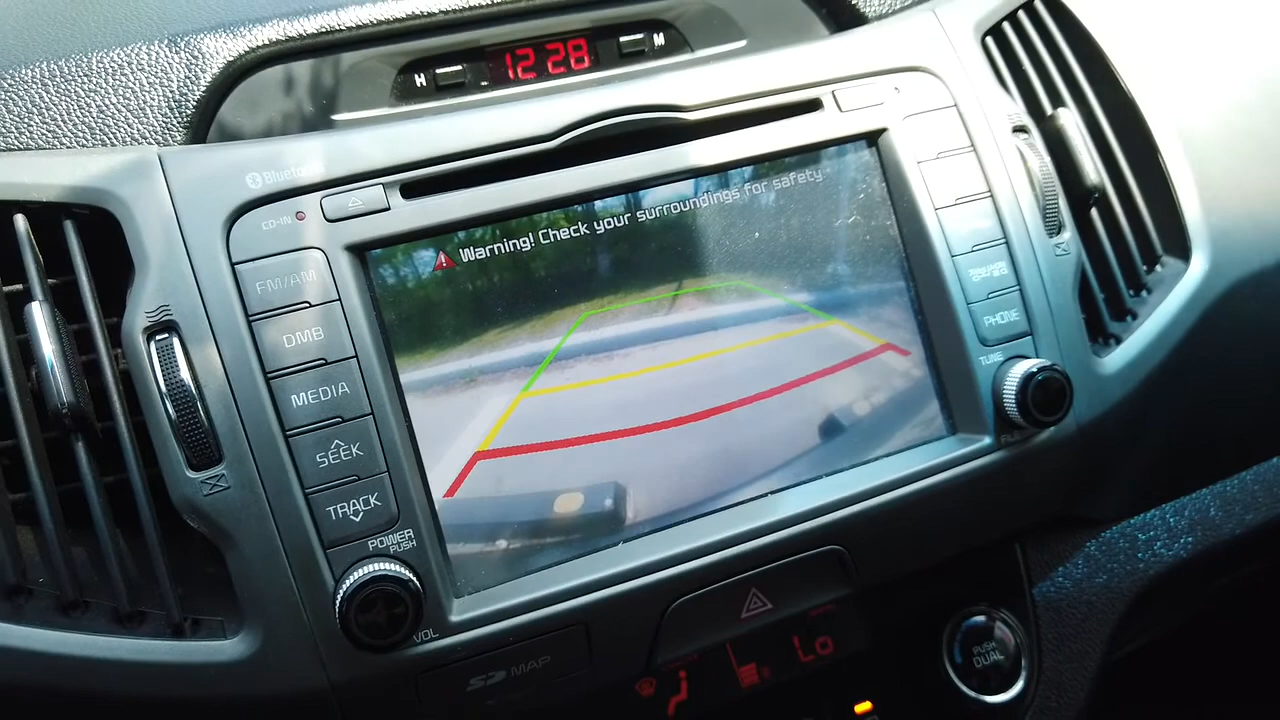 H 12:28 M
Bluetooth
CD-IN
Warning! Check your surroundings for safety
FM/AM
DMB
MEDIA
SEEK
TRACK
POWER
PUSH
VOL
PHONE
TUNE
FILE
SD MAP
Lo
PUSH
DUAL